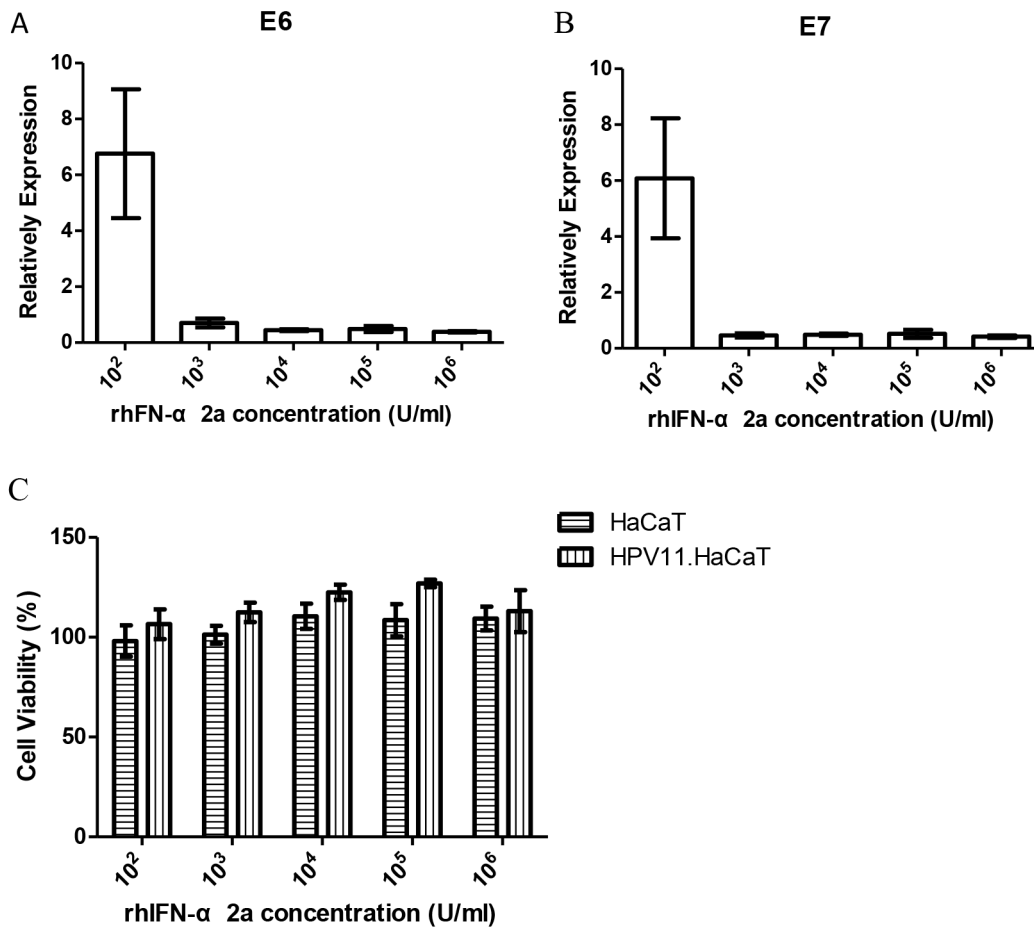 A
E6
Relatively Expression
10
8
6
4
2
0
10²
10³
10⁴
10⁵
10⁶
rhFN-α 2a concentration (U/ml)
B
E7
Relatively Expression
10
8
6
4
2
0
10²
10³
10⁴
10⁵
10⁶
rhIFN-α 2a concentration (U/ml)
C
Cell Viability (%)
150
100
50
0
10²
10³
10⁴
10⁵
10⁶
rhIFN-α 2a concentration (U/ml)
HaCaT
HPV11.HaCaT